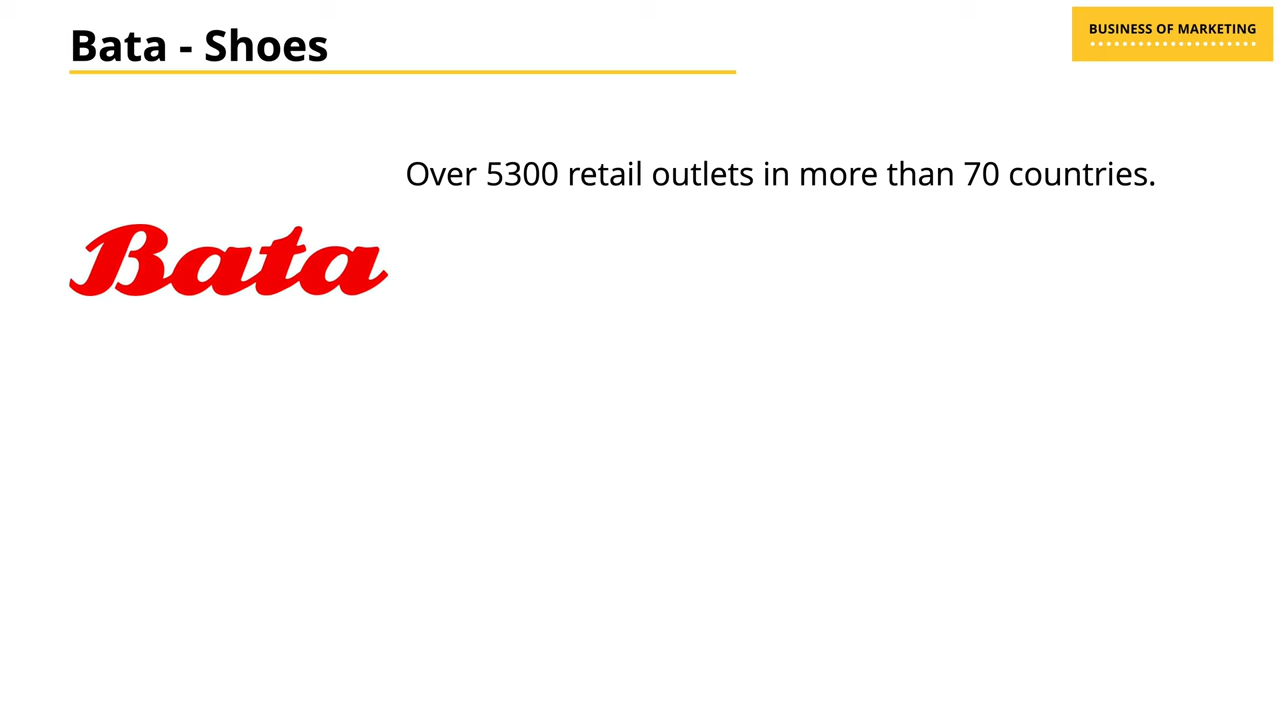 Bata - Shoes
BUSINESS OF MARKETING
Over 5300 retail outlets in more than 70 countries.
Bata